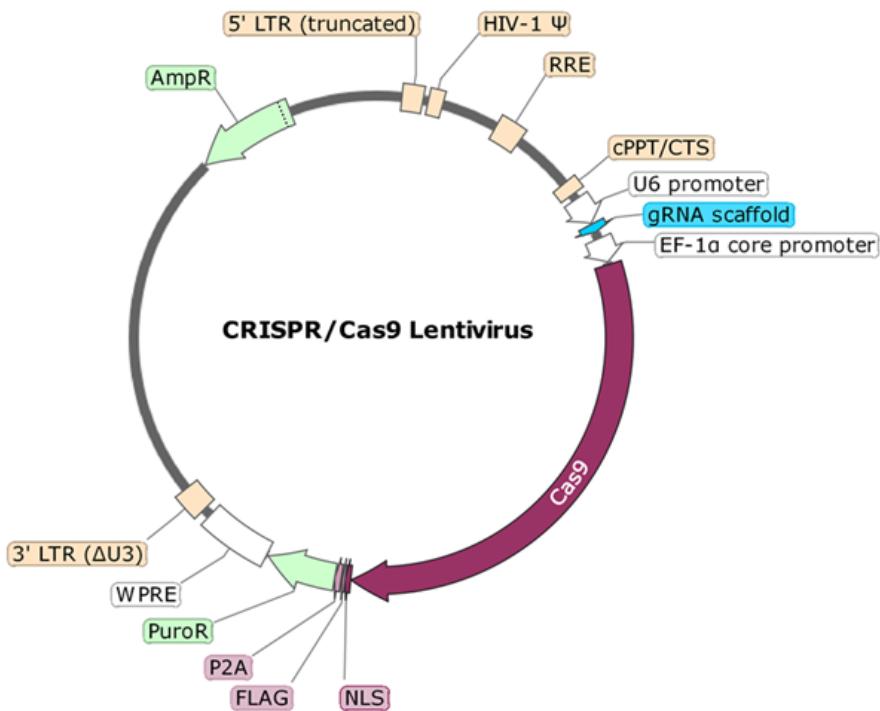 5' LTR (truncated)
HIV-1 Ψ
RRE
AmpR
cPPT/CTS
U6 promoter
gRNA scaffold
EF-1α core promoter
CRISPR/Cas9 Lentivirus
Cas9
3' LTR (ΔU3)
WPRE
PuroR
P2A
FLAG
NLS